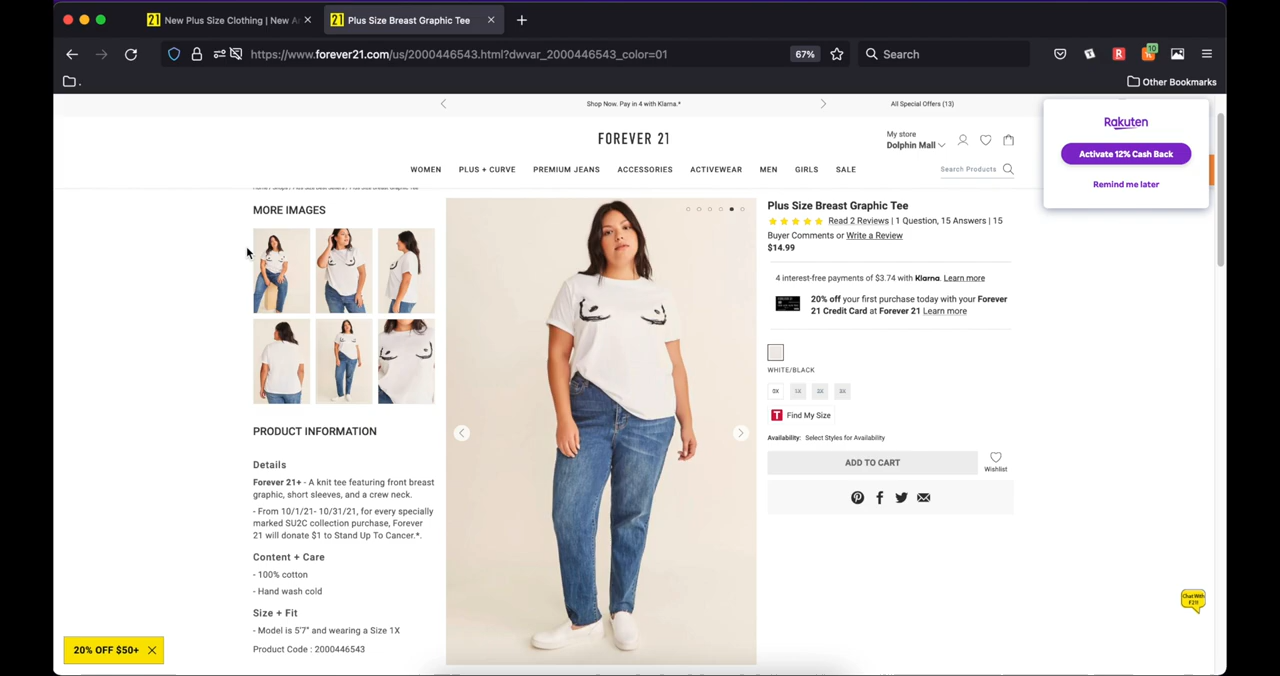 New Plus Size Clothing | New A
Plus Size Breast Graphic Tee
https://www.forever21.com/us/2000446543.html?dwvar_2000446543_color=01
67%
Search
10
.
Other Bookmarks
Shop Now. Pay in 4 with Klarna.*
All Special Offers (13)
Rakuten
Activate 12% Cash Back
Remind me later
FOREVER 21
My store
Dolphin Mall
WOMEN
PLUS + CURVE
PREMIUM JEANS
ACCESSORIES
ACTIVEWEAR
MEN
GIRLS
SALE
Search Products
MORE IMAGES
Plus Size Breast Graphic Tee
Read 2 Reviews | 1 Question, 15 Answers | 15
Buyer Comments or Write a Review
$14.99
4 interest-free payments of $3.74 with Klarna. Learn more
20% off your first purchase today with your Forever
21 Credit Card at Forever 21 Learn more
WHITE/BLACK
0X
1X
2X
3X
Find My Size
Availability: Select Styles for Availability
ADD TO CART
Wishlist
PRODUCT INFORMATION
Details
Forever 21+ - A knit tee featuring front breast
graphic, short sleeves, and a crew neck.
- From 10/1/21- 10/31/21, for every specially
marked SU2C collection purchase, Forever
21 will donate $1 to Stand Up To Cancer.*.
Content + Care
- 100% cotton
- Hand wash cold
Size + Fit
- Model is 5'7" and wearing a Size 1X
Product Code : 2000446543
20% OFF $50+
Chat With
F21!